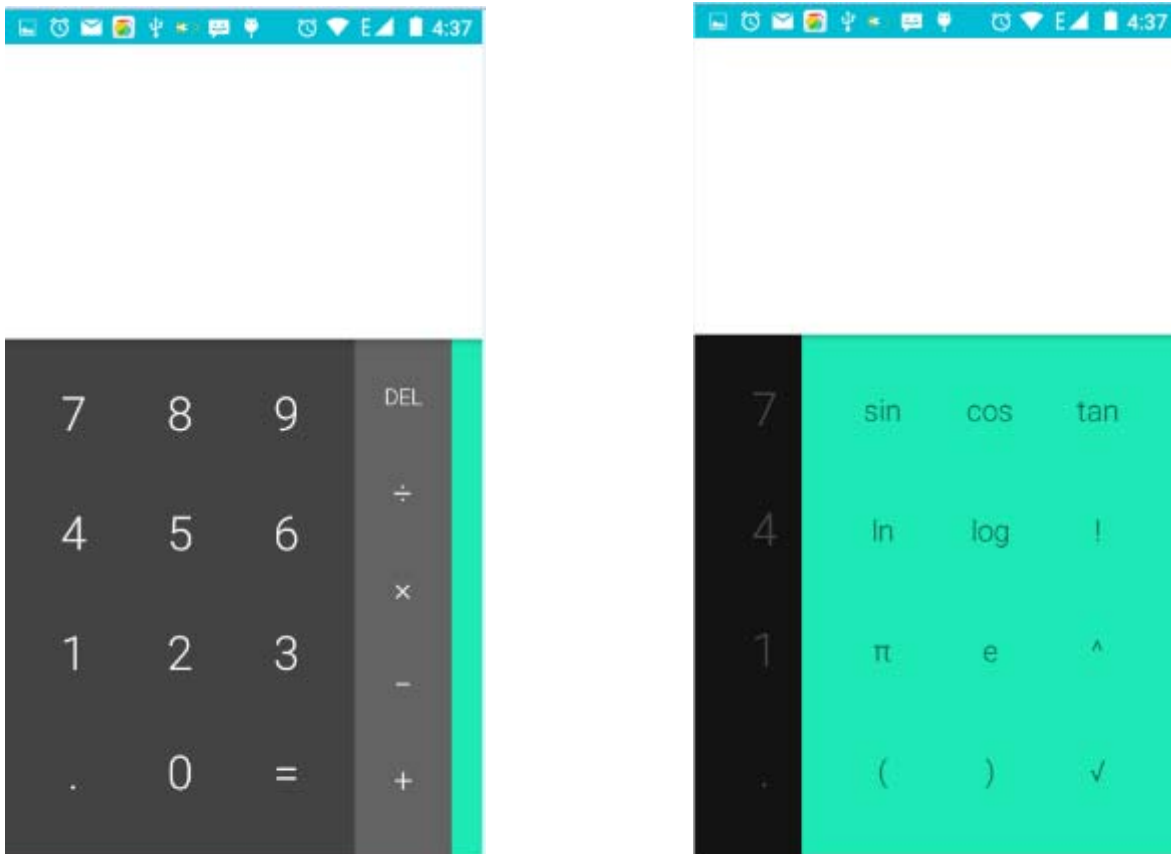 E 4:37
7 8 9 DEL
÷
4 5 6
×
1 2 3
−
. 0 = +
E 4:37
7 sin cos tan
4 ln log !
1 π e ^
. ( ) √